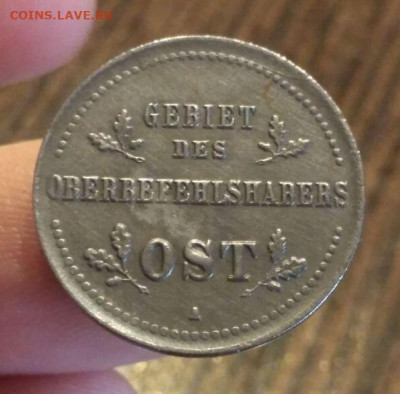 COINS.LAVE.RU
GEBIET
DES
OBERBEFEHLSHABERS
OST
A